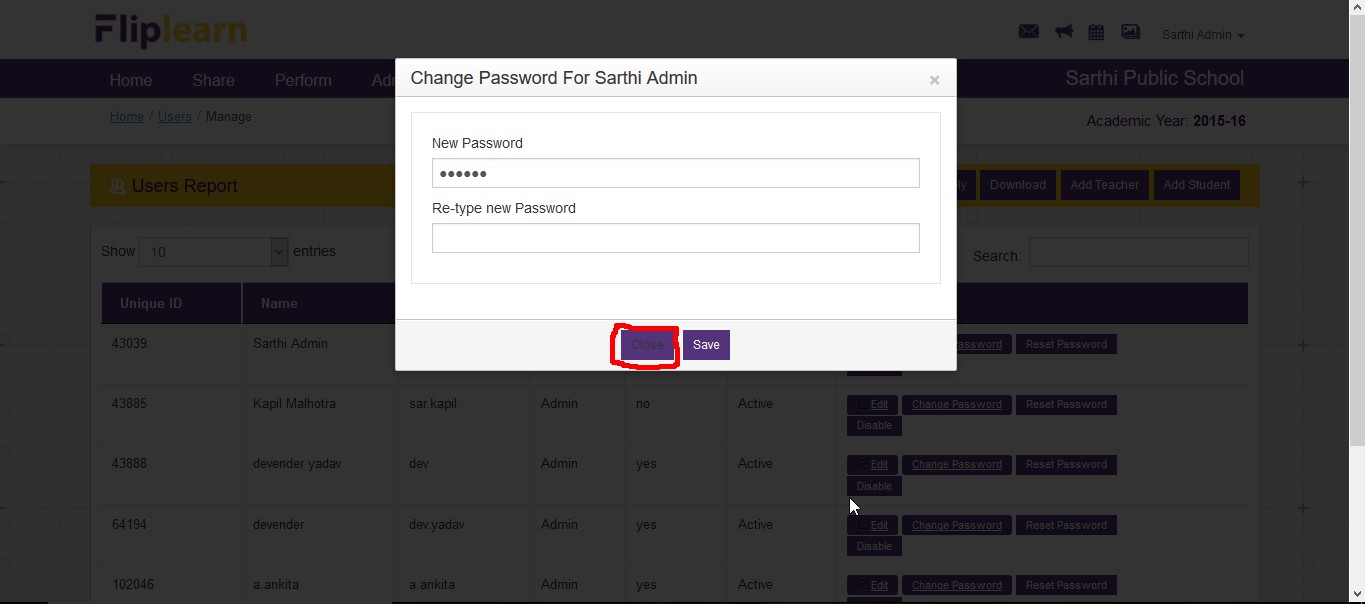 Fliplearn
Sarthi Admin
Home Share Perform
Sarthi Public School
Home / Users / Manage
Academic Year: 2015-16
Change Password For Sarthi Admin ×
New Password
••••••
Re-type new Password
Close Save
Users Report
Download Add Teacher Add Student
Show 10 entries
Search:
Unique ID Name
43039 Sarthi Admin Reset Password
43885 Kapil Malhotra sar.kapil Admin no Active Edit Change Password Reset Password
Disable
43888 devender yadav dev Admin yes Active Edit Change Password Reset Password
Disable
64194 devender dev.yadav Admin yes Active Edit Change Password Reset Password
Disable
102046 a.ankita a.ankita Admin yes Active Edit Change Password Reset Password